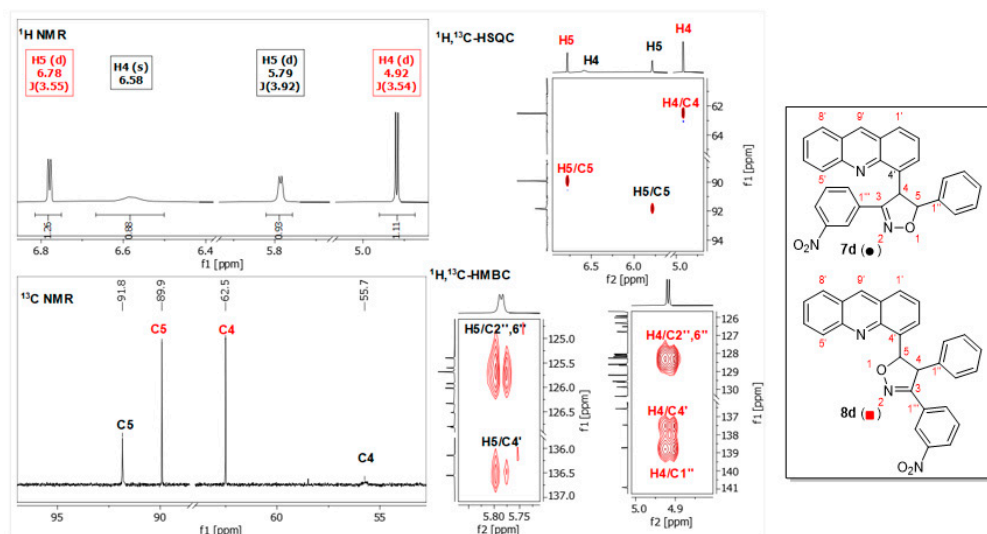 ¹H NMR
H5 (d)
6.78
J(3.55)
H4 (s)
6.58
H5 (d)
5.79
J(3.92)
H4 (d)
4.92
J(3.54)
1.26
0.88
0.93
1.11
6.8
6.6
6.4
5.8
5.2
5.0
f1 [ppm]
¹³C NMR
91.8
89.9
62.5
55.7
C5
C5
C4
C4
95
90
60
55
f1 [ppm]
¹H,¹³C-HSQC
H5
H4
H5
H4
H4/C4
H5/C5
H5/C5
62
64
90
92
94
f1 [ppm]
6.5
6.0
5.0
f2 [ppm]
¹H,¹³C-HMBC
H5/C2",6"
H5/C4'
125.0
125.5
126.0
126.5
136.0
136.5
137.0
f1 [ppm]
5.80 5.75
f2 [ppm]
H4/C2",6"
H4/C4'
H4/C1"
126
127
128
129
130
137
138
139
140
141
f1 [ppm]
5.0
4.9
f2 [ppm]
8'
9'
1'
5'
N
4'
4
5
3
1"'
1"
N
2
O
1
NO₂
7d (●)
8'
9'
1'
5'
N
4'
5
4
1
O
1"
N
2
3
1"'
O₂N
8d (■)